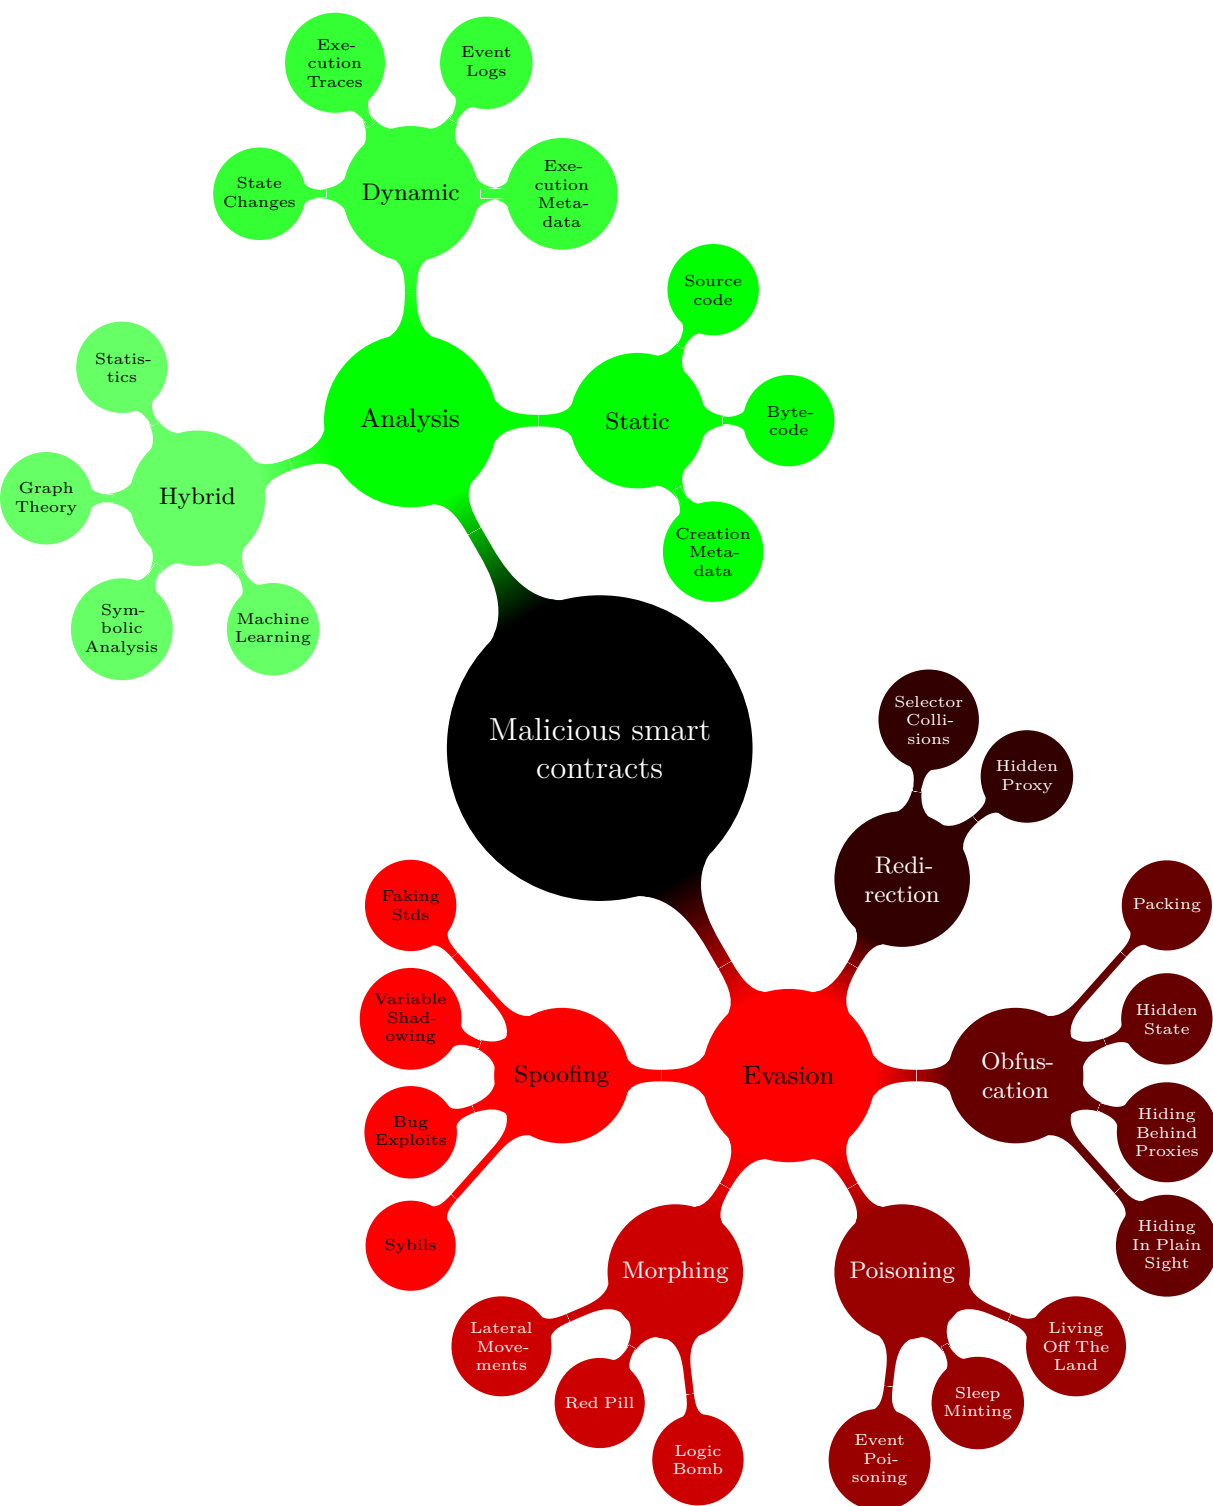 Exe-
cution
Traces
Event
Logs
State
Changes
Dynamic
Exe-
cution
Meta-
data
Source
code
Statis-
tics
Analysis
Static
Byte-
code
Graph
Theory
Hybrid
Creation
Meta-
data
Sym-
bolic
Analysis
Machine
Learning
Malicious smart
contracts
Selector
Colli-
sions
Hidden
Proxy
Redi-
rection
Faking
Stds
Packing
Variable
Shad-
owing
Hidden
State
Spoofing
Evasion
Obfus-
cation
Bug
Exploits
Hiding
Behind
Proxies
Sybils
Hiding
In Plain
Sight
Morphing
Poisoning
Lateral
Move-
ments
Living
Off The
Land
Red Pill
Sleep
Minting
Logic
Bomb
Event
Poi-
soning